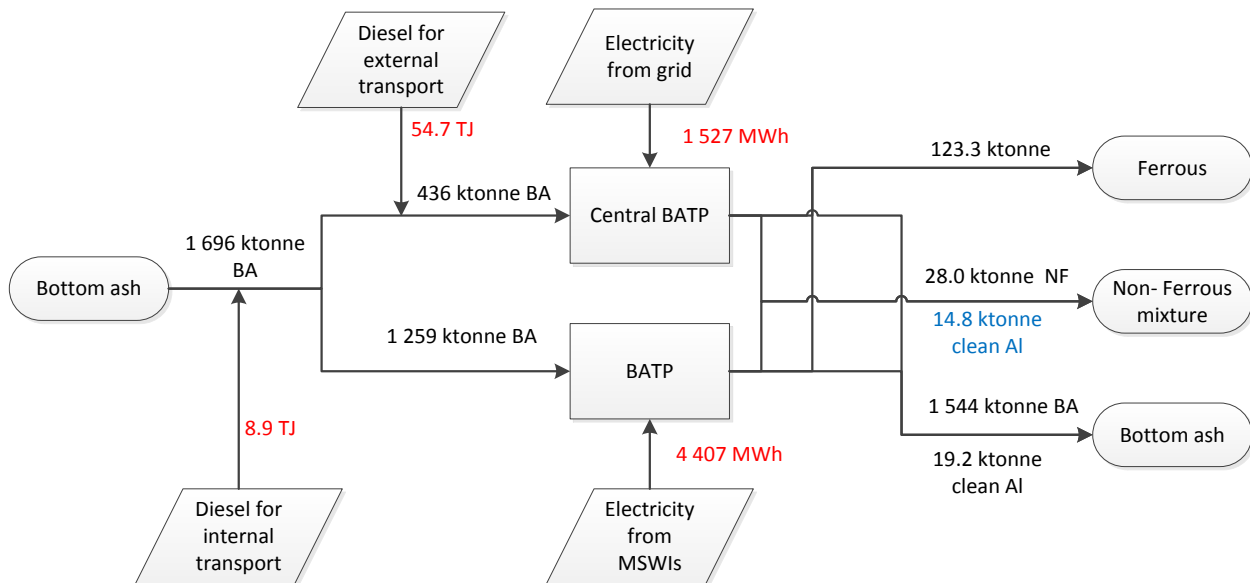 Diesel for
external
transport
Electricity
from grid
54.7 TJ
1 527 MWh
123.3 ktonne
Ferrous
436 ktonne BA
Central BATP
1 696 ktonne
BA
Bottom ash
28.0 ktonne NF
14.8 ktonne
clean Al
Non- Ferrous
mixture
1 259 ktonne BA
BATP
1 544 ktonne BA
19.2 ktonne
clean Al
Bottom ash
8.9 TJ
4 407 MWh
Diesel for
internal
transport
Electricity
from
MSWIs